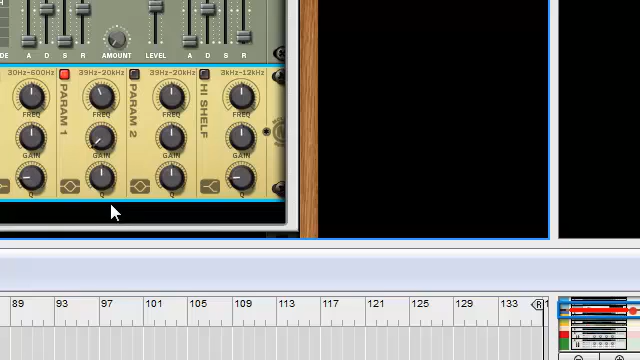 DE A D S R AMOUNT LEVEL A D S R
30Hz-600Hz 39Hz-20kHz 39Hz-20kHz 3kHz-12kHz
PARAM 1 PARAM 2 HI SHELF
FREQ FREQ FREQ FREQ
GAIN GAIN GAIN GAIN
Q Q Q Q
89 93 97 101 105 109 113 117 121 125 129 133 R 1